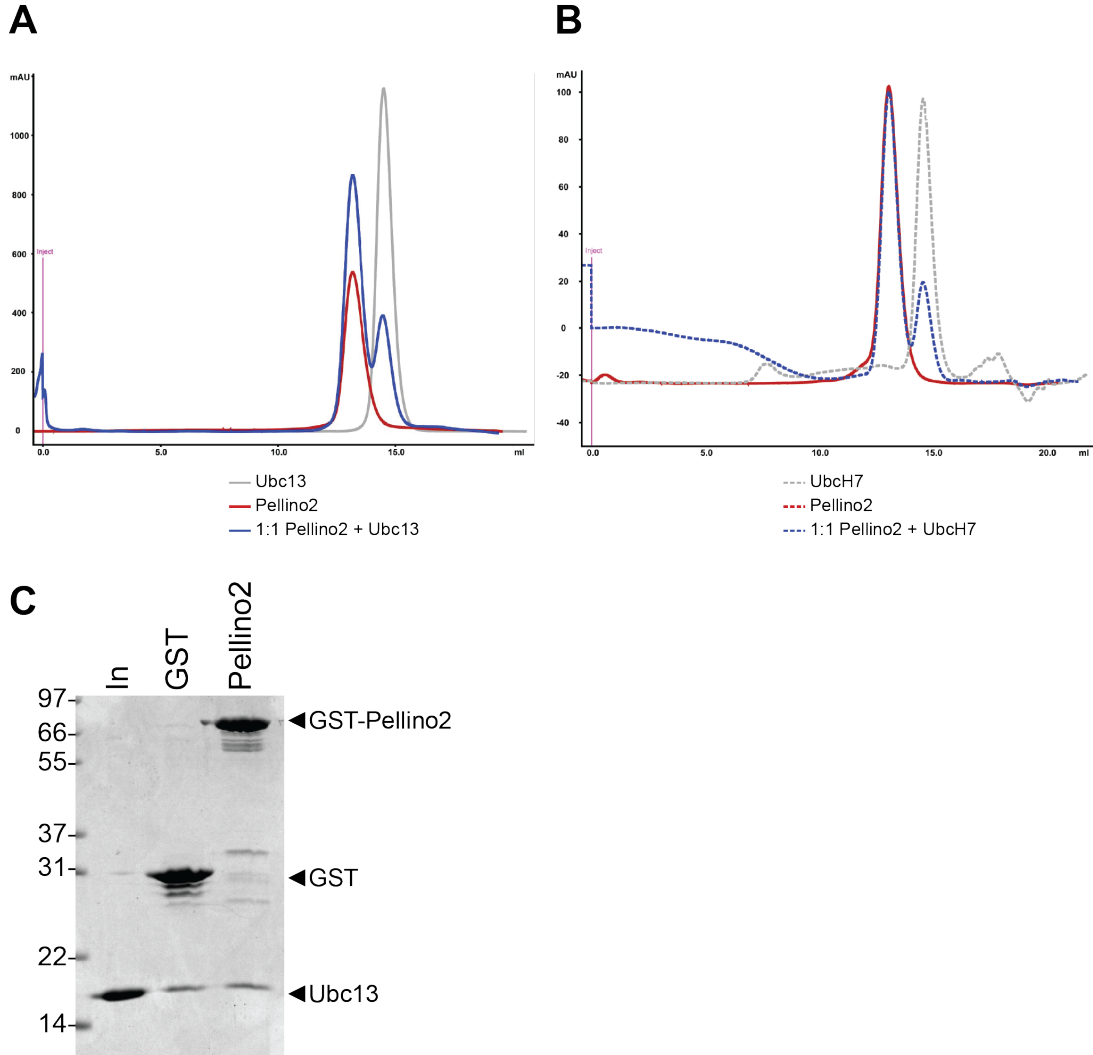 A
mAU
1000
800
600
400
200
0
Inject
0.0 5.0 10.0 15.0 ml
Ubc13
Pellino2
1:1 Pellino2 + Ubc13
B
mAU
100
80
60
40
20
0
-20
-40
Inject
0.0 5.0 10.0 15.0 20.0 ml
UbcH7
Pellino2
1:1 Pellino2 + UbcH7
C
In GST Pellino2
97
66
55
37
31
22
14
GST-Pellino2
GST
Ubc13